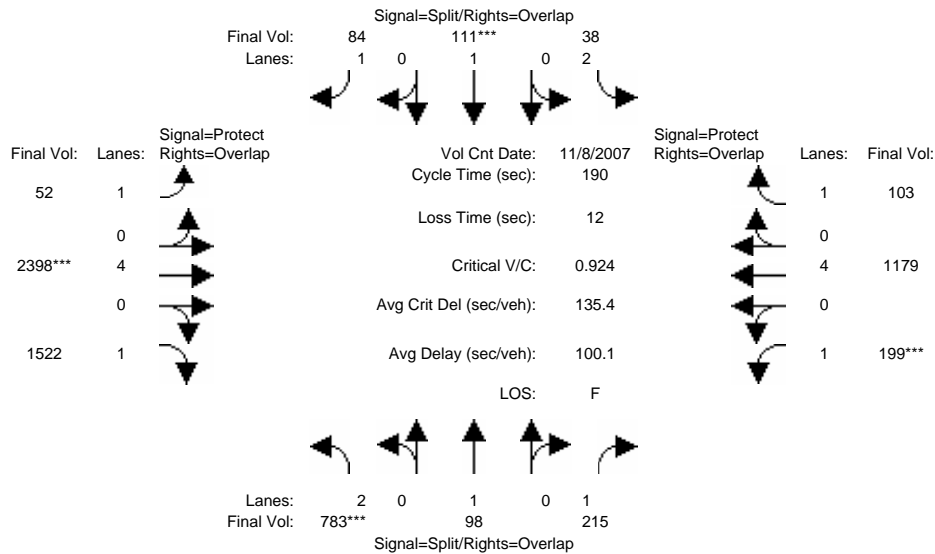 Signal=Split/Rights=Overlap
Final Vol: 84 111*** 38
Lanes: 1 0 1 0 2
Signal=Protect Signal=Protect
Final Vol: Lanes: Rights=Overlap Vol Cnt Date: 11/8/2007 Rights=Overlap Lanes: Final Vol:
Cycle Time (sec): 190
52 1 1 103
Loss Time (sec): 12
0 0
2398*** 4 Critical V/C: 0.924 4 1179
0 Avg Crit Del (sec/veh): 135.4 0
1522 1 Avg Delay (sec/veh): 100.1 1 199***
LOS: F
Lanes: 2 0 1 0 1
Final Vol: 783*** 98 215
Signal=Split/Rights=Overlap